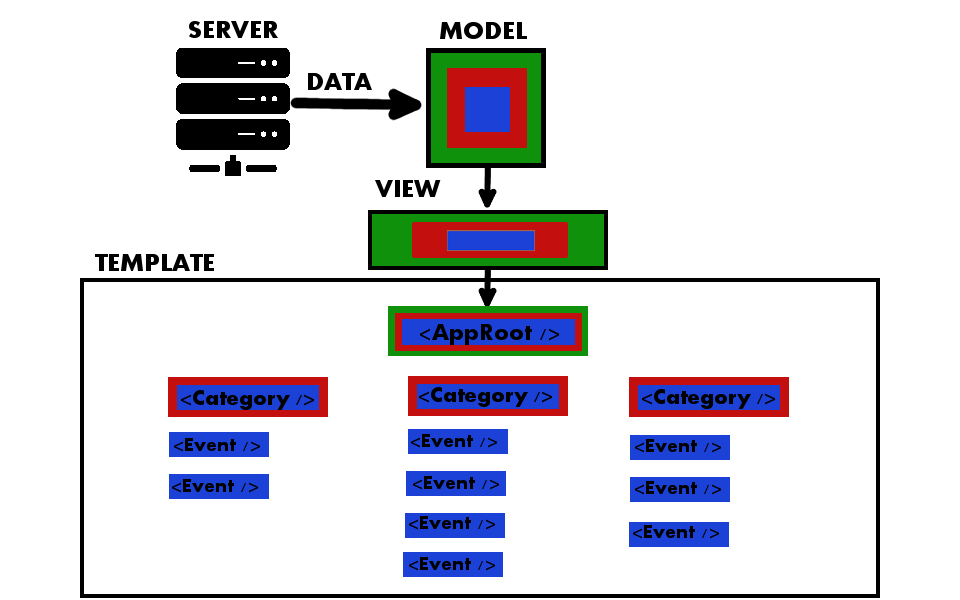 SERVER
MODEL
DATA
VIEW
TEMPLATE
<AppRoot />
<Category />
<Category />
<Category />
<Event />
<Event />
<Event />
<Event />
<Event />
<Event />
<Event />
<Event />
<Event />